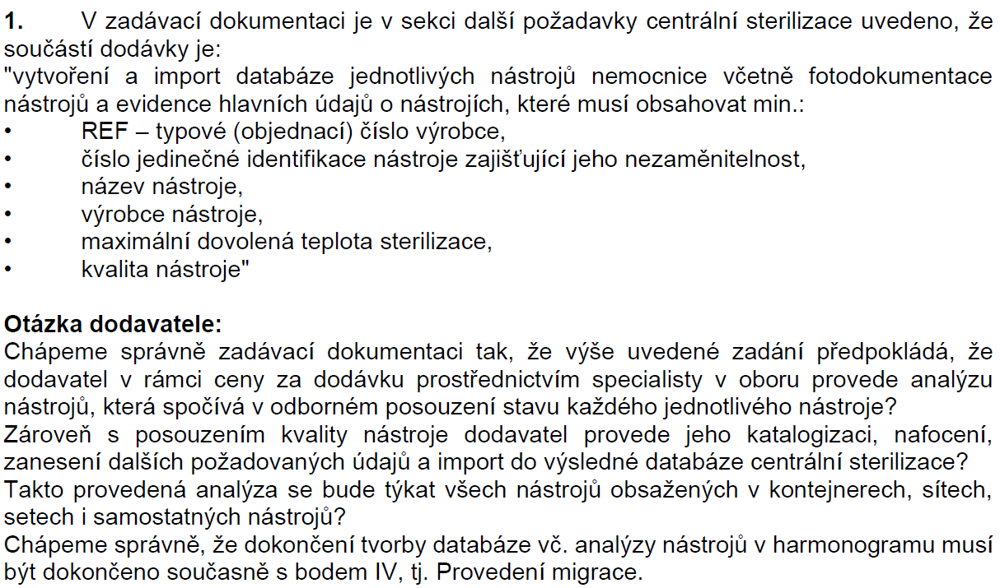 1. V zadávací dokumentaci je v sekci další požadavky centrální sterilizace uvedeno, že
součástí dodávky je:
"vytvoření a import databáze jednotlivých nástrojů nemocnice včetně fotodokumentace
nástrojů a evidence hlavních údajů o nástrojích, které musí obsahovat min.:
• REF – typové (objednací) číslo výrobce,
• číslo jedinečné identifikace nástroje zajišťující jeho nezaměnitelnost,
• název nástroje,
• výrobce nástroje,
• maximální dovolená teplota sterilizace,
• kvalita nástroje"
Otázka dodavatele:
Chápeme správně zadávací dokumentaci tak, že výše uvedené zadání předpokládá, že
dodavatel v rámci ceny za dodávku prostřednictvím specialisty v oboru provede analýzu
nástrojů, která spočívá v odborném posouzení stavu každého jednotlivého nástroje?
Zároveň s posouzením kvality nástroje dodavatel provede jeho katalogizaci, nafocení,
zanesení dalších požadovaných údajů a import do výsledné databáze centrální sterilizace?
Takto provedená analýza se bude týkat všech nástrojů obsažených v kontejnerech, sítech,
setech i samostatných nástrojů?
Chápeme správně, že dokončení tvorby databáze vč. analýzy nástrojů v harmonogramu musí
být dokončeno současně s bodem IV, tj. Provedení migrace.